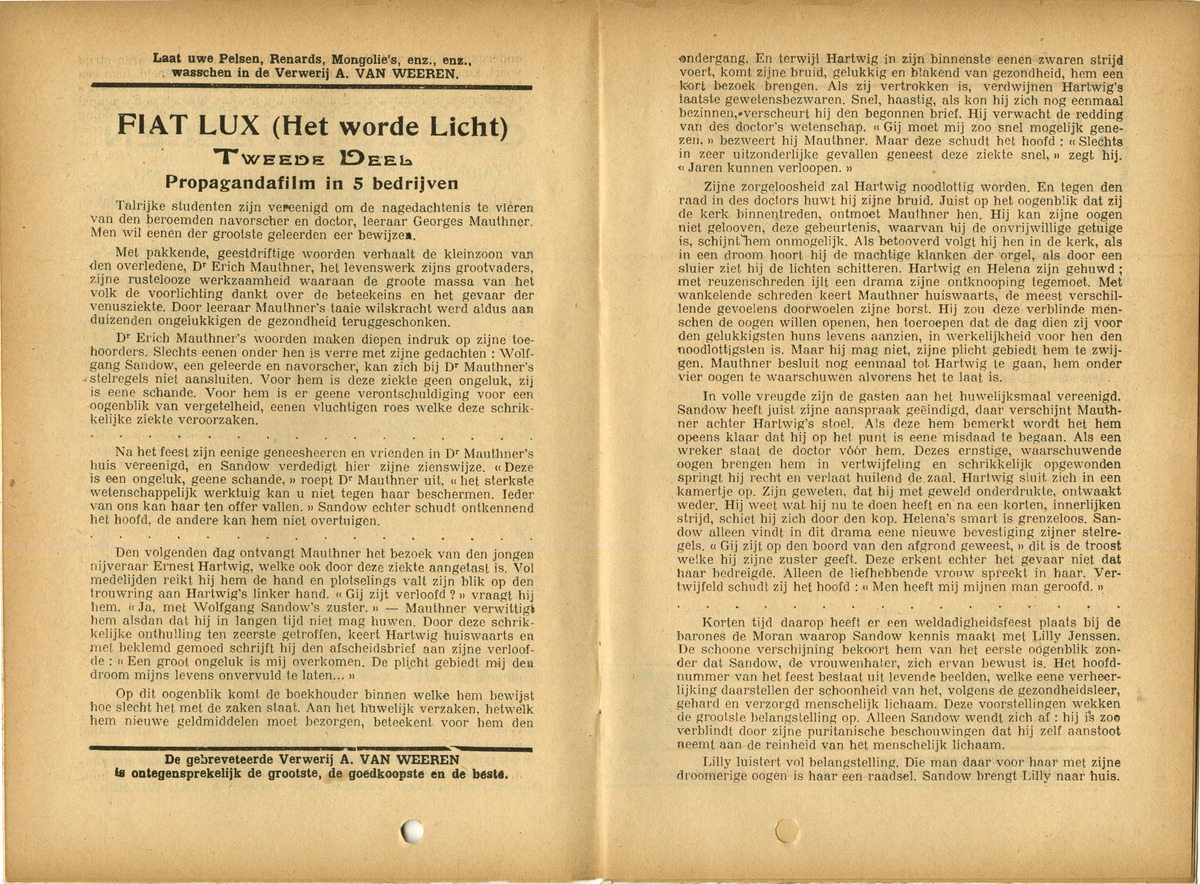 Laat uwe Pelsen, Renards, Mongolie's, enz., enz.,
wasschen in de Verwerij A. VAN WEEREN.
FIAT LUX (Het worde Licht)
TWEEDE DEEL
Propagandafilm in 5 bedrijven
Talrijke studenten zijn vereenigd om de nagedachtenis te vieren
van den beroemden navorscher en doctor, leeraar Georges Mauthner.
Men wil eenen der grootste geleerden eer bewijzen.
Met pakkende, geestdriftige woorden verhaalt de kleinzoon van
den overledene, Dr Erich Mauthner, het levenswerk zijns grootvaders,
zijne rustelooze werkzaamheid waaraan de groote massa van het
volk de voorlichting dankt over de beteekeins en het gevaar der
venusziekte. Door leeraar Mauthner's taaie wilskracht werd aldus aan
duizenden ongelukkigen de gezondheid teruggeschonken.
Dr Erich Mauthner's woorden maken diepen indruk op zijne toe-
hoorders. Slechts eenen onder hen is verre met zijne gedachten : Wolf-
gang Sandow, een geleerde en navorscher, kan zich bij Dr Mauthner's
stelregels niet aansluiten. Voor hem is deze ziekte geen ongeluk, zij
is eene schande. Voor hem is er geene verontschuldiging voor een
oogenblik van vergetelheid, eenen vluchtigen roes welke deze schrik-
kelijke ziekte veroorzaken.
. . . . . . . . . . . . . . . .
Na het feest zijn eenige geneesheeren en vrienden in Dr Mauthner's
huis vereenigd, en Sandow verdedigt hier zijne zienswijze. « Deze
is een ongeluk, geene schande, » roept Dr Mauthner uit, « het sterkste
wetenschappelijk werktuig kan u niet tegen haar beschermen. Ieder
van ons kan haar ten offer vallen. » Sandow echter schudt ontkennend
het hoofd, de andere kan hem niet overtuigen.
. . . . . . . . . . . . . . . .
Den volgenden dag ontvangt Mauthner het bezoek van den jongen
nijveraar Ernest Hartwig, welke ook door deze ziekte aangetast is. Vol
medelijden reikt hij hem de hand en plotselings valt zijn blik op den
trouwring aan Hartwig's linker hand. « Gij zijt verloofd ? » vraagt hij
hem. « Ja, met Wolfgang Sandow's zuster. » — Mauthner verwittigt
hem alsdan dat hij in langen tijd niet mag huwen. Door deze schrik-
kelijke onthulling ten zeerste getroffen, keert Hartwig huiswaarts en
met beklemd gemoed schrijft hij den afscheidsbrief aan zijne verloof-
de : « Een groot ongeluk is mij overkomen. De plicht gebiedt mij den
droom mijns levens onvervuld te laten... »
Op dit oogenblik komt de boekhouder binnen welke hem bewijst
hoe slecht het met de zaken staat. Aan het huwelijk verzaken, hetwelk
hem nieuwe geldmiddelen moet bezorgen, beteekent voor hem den
De gebreveteerde Verwerij A. VAN WEEREN
is ontegensprekelijk de grootste, de goedkoopste en de beste.
ondergang. En terwijl Hartwig in zijn binnenste eenen zwaren strijd
voert, komt zijne bruid, gelukkig en blakend van gezondheid, hem een
kort bezoek brengen. Als zij vertrokken is, verdwijnen Hartwig's
laatste gewetensbezwaren. Snel, haastig, als kon hij zich nog eenmaal
bezinnen, verscheurt hij den begonnen brief. Hij verwacht de redding
van des doctor's wetenschap. « Gij moet mij zoo snel mogelijk gene-
zen, » bezweert hij Mauthner. Maar deze schudt het hoofd : « Slechts
in zeer uitzonderlijke gevallen geneest deze ziekte snel, » zegt hij.
« Jaren kunnen verloopen. »
Zijne zorgeloosheid zal Hartwig noodlottig worden. En tegen den
raad in des doctors huwt hij zijne bruid. Juist op het oogenblik dat zij
de kerk binnentreden, ontmoet Mauthner hen. Hij kan zijne oogen
niet gelooven, deze gebeurtenis, waarvan hij de onvrijwillige getuige
is, schijnt hem onmogelijk. Als betooverd volgt hij hen in de kerk, als
in een droom hoort hij de machtige klanken der orgel, als door een
sluier ziet hij de lichten schitteren. Hartwig en Helena zijn gehuwd ;
met reuzenschreden ijlt een drama zijne ontknooping tegemoet. Met
wankelende schreden keert Mauthner huiswaarts, de meest verschil-
lende gevoelens doorwoelen zijne borst. Hij zou deze verblinde men-
schen de oogen willen openen, hen toeroepen dat de dag dien zij voor
den gelukkigsten huns levens aanzien, in werkelijkheid voor hen den
noodlottigsten is. Maar hij mag niet, zijne plicht gebiedt hem te zwij-
gen. Mauthner besluit nog eenmaal tot Hartwig te gaan, hem onder
vier oogen te waarschuwen alvorens het te laat is.
In volle vreugde zijn de gasten aan het huwelijksmaal vereenigd.
Sandow heeft juist zijne aanspraak geëindigd, daar verschijnt Mauth-
ner achter Hartwig's stoel. Als deze hem bemerkt wordt het hem
opeens klaar dat hij op het punt is eene misdaad te begaan. Als een
wreker staat de doctor vóór hem. Dezes ernstige, waarschuwende
oogen brengen hem in vertwijfeling en schrikkelijk opgewonden
springt hij recht en verlaat huilend de zaal. Hartwig sluit zich in een
kamertje op. Zijn geweten, dat hij met geweld onderdrukte, ontwaakt
weder. Hij weet wat hij nu te doen heeft en na een korten, innerlijken
strijd, schiet hij zich door den kop. Helena's smart is grenzeloos. San-
dow alleen vindt in dit drama eene nieuwe bevestiging zijner stelre-
gels. « Gij zijt op den boord van den afgrond geweest, » dit is de troost
welke hij zijne zuster geeft. Deze erkent echter het gevaar niet dat
haar bedreigde. Alleen de liefhebbende vrouw spreekt in haar. Ver-
twijfeld schudt zij het hoofd : « Men heeft mij mijnen man geroofd. »
. . . . . . . . . . . . . . . .
Korten tijd daarop heeft er een weldadigheidsfeest plaats bij de
barones de Moran waarop Sandow kennis maakt met Lilly Jenssen.
De schoone verschijning bekoort hem van het eerste oogenblik zon-
der dat Sandow, de vrouwenhater, zich ervan bewust is. Het hoofd-
nummer van het feest bestaat uit levende beelden, welke eene verheer-
lijking daarstellen der schoonheid van het, volgens de gezondheidsleer,
gehard en verzorgd menschelijk lichaam. Deze voorstellingen wekken
de grootste belangstelling op. Alleen Sandow wendt zich af : hij is zoo
verblindt door zijne puritanische beschouwingen dat hij zelf aanstoot
neemt aan de reinheid van het menschelijk lichaam.
Lilly luistert vol belangstelling. Die man daar voor haar met zijne
droomerige oogen is haar een raadsel. Sandow brengt Lilly naar huis.